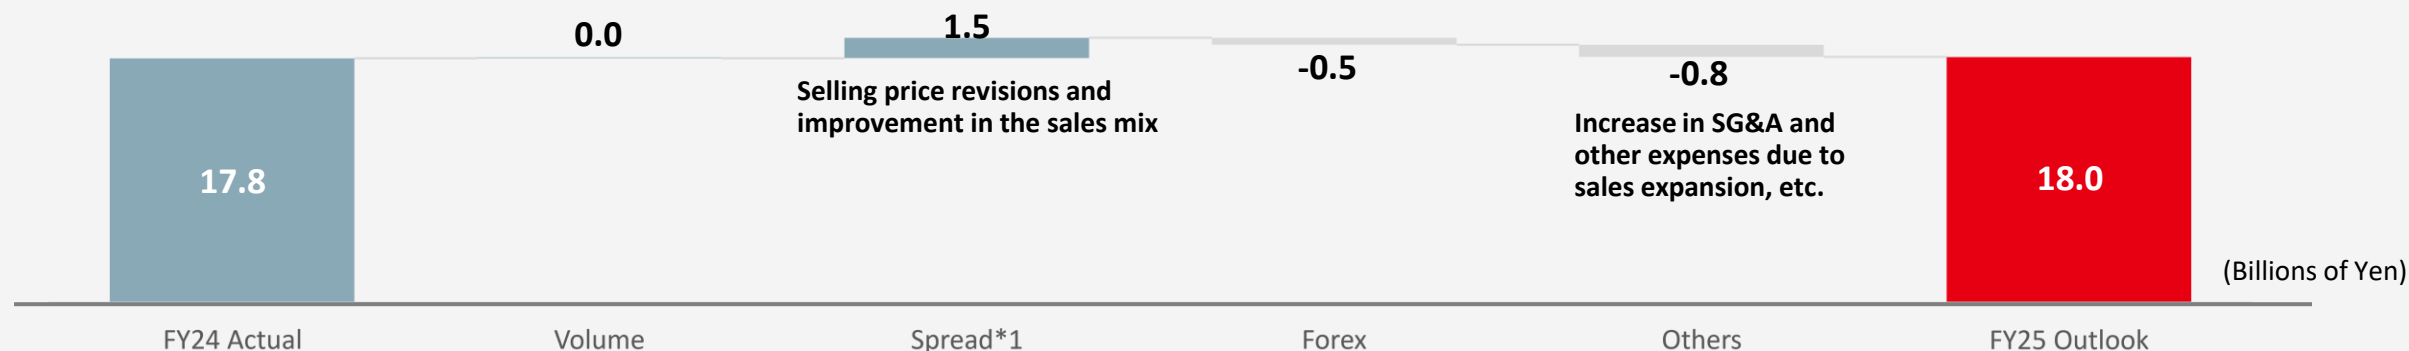 0.0
1.5
-0.5
-0.8
Selling price revisions and
improvement in the sales mix
Increase in SG&A and
other expenses due to
sales expansion, etc.
17.8
18.0
(Billions of Yen)
FY24 Actual
Volume
Spread*1
Forex
Others
FY25 Outlook